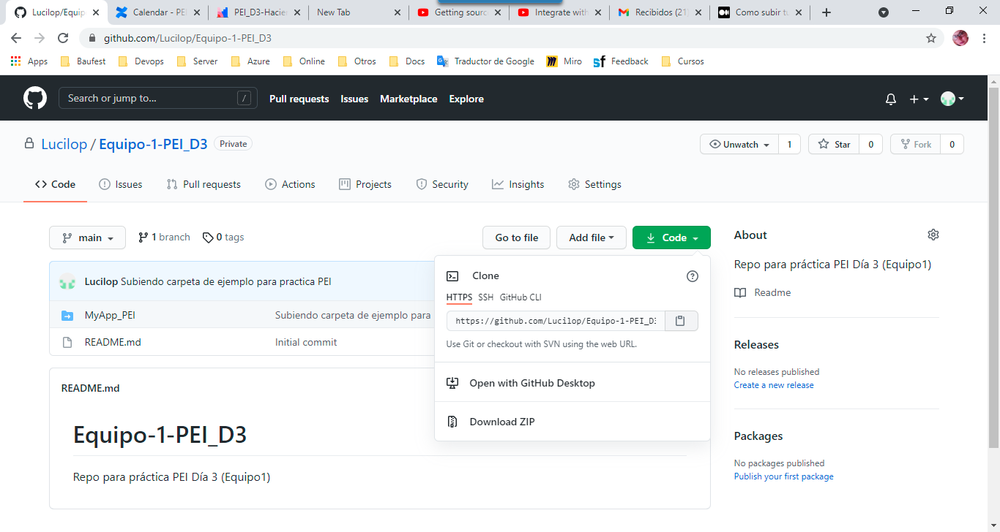 Lucilop/Equipo Calendar - PEI PEI_D3-Hacien New Tab Getting sourc Integrate with Recibidos (21) Como subir tu
github.com/Lucilop/Equipo-1-PEI_D3
Apps Baufest Devops Server Azure Online Otros Docs Traductor de Google Miro Feedback Cursos
Search or jump to... / Pull requests Issues Marketplace Explore
Lucilop / Equipo-1-PEI_D3 Private Unwatch 1 Star 0 Fork 0
Code Issues Pull requests Actions Projects Security Insights Settings
main 1 branch 0 tags Go to file Add file Code
Lucilop Subiendo carpeta de ejemplo para practica PEI
MyApp_PEI Subiendo carpeta de ejemplo para
README.md Initial commit
Clone
HTTPS SSH GitHub CLI
https://github.com/Lucilop/Equipo-1-PEI_D3
Use Git or checkout with SVN using the web URL.
Open with GitHub Desktop
Download ZIP
README.md
Equipo-1-PEI_D3
Repo para práctica PEI Día 3 (Equipo1)
About
Repo para práctica PEI Día 3 (Equipo1)
Readme
Releases
No releases published
Create a new release
Packages
No packages published
Publish your first package